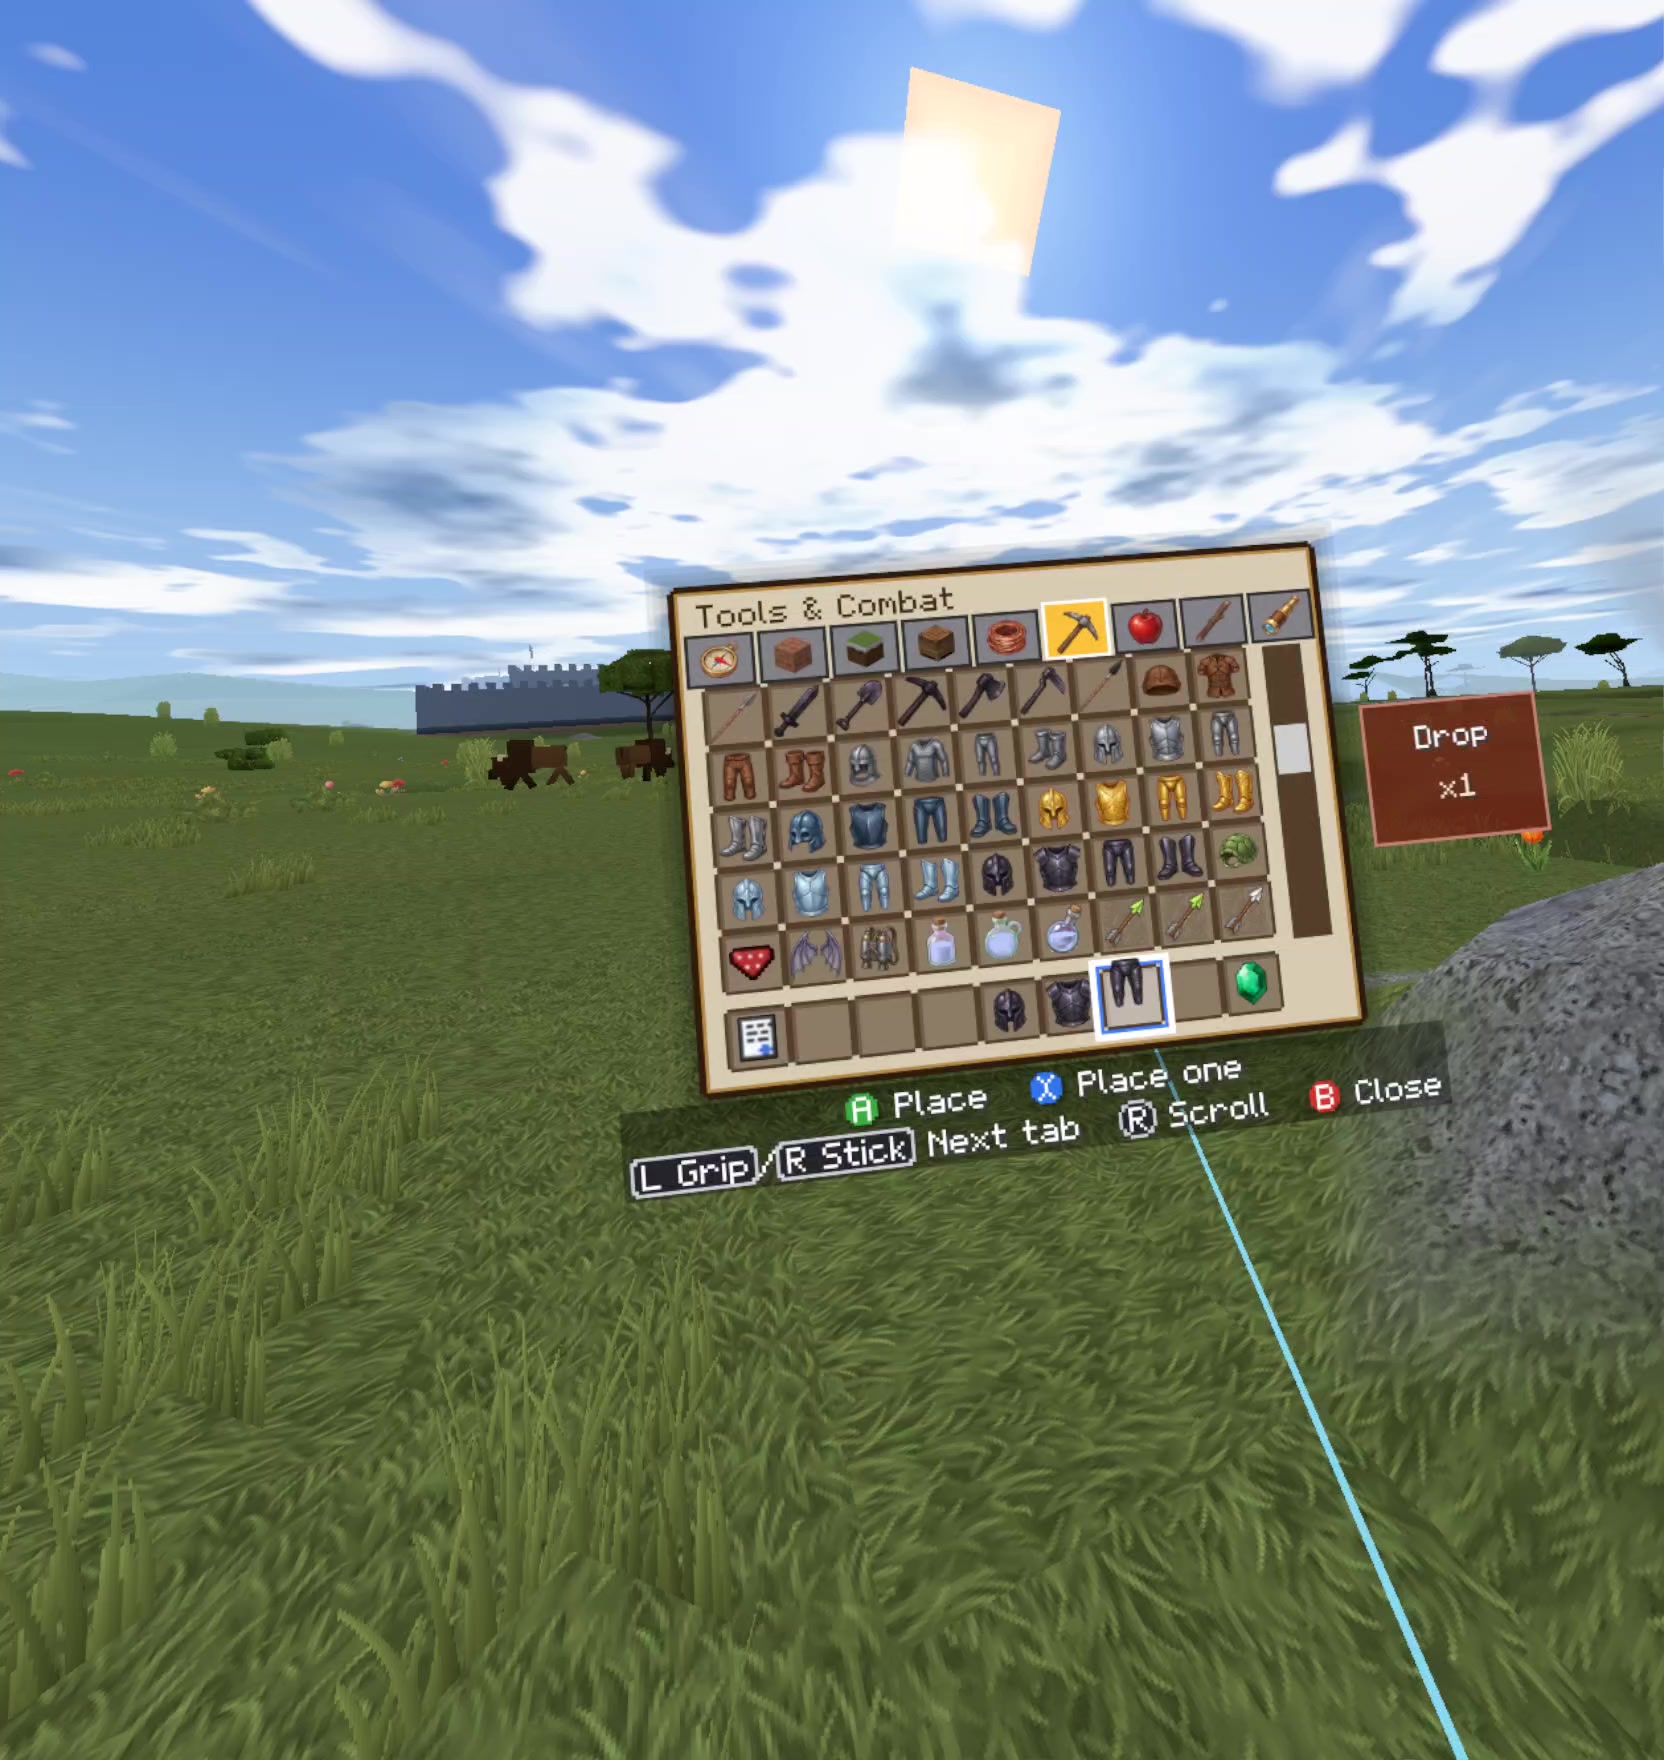 Tools & Combat
Drop
x1
A Place X Place one
L Grip/R Stick Next tab R Scroll B Close